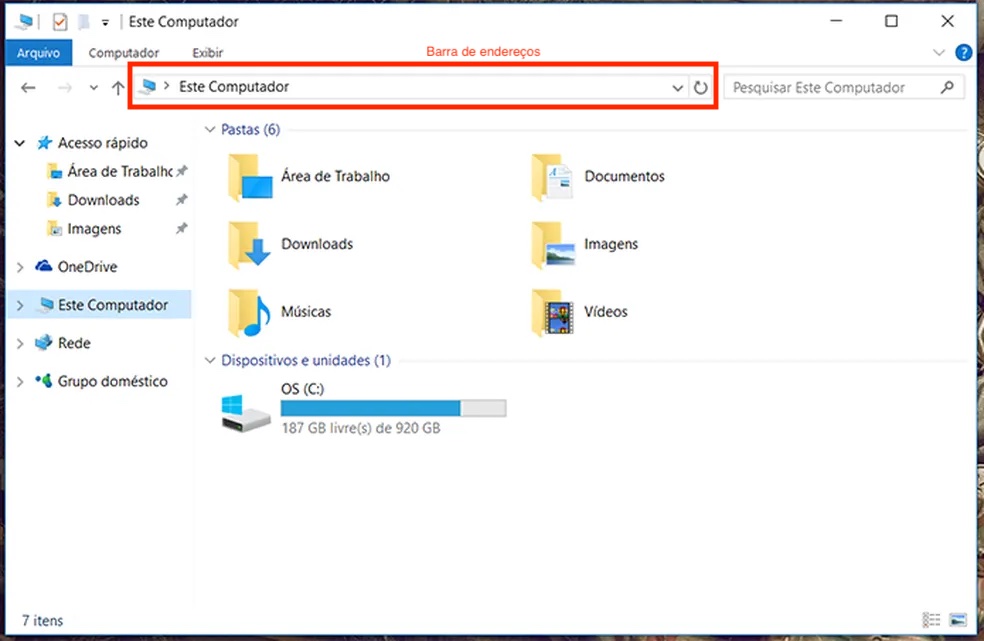 Este Computador
Arquivo Computador Exibir
Barra de endereços
Este Computador
Pesquisar Este Computador
Acesso rápido
Área de Trabalho
Downloads
Imagens
OneDrive
Este Computador
Rede
Grupo doméstico
Pastas (6)
Área de Trabalho
Documentos
Downloads
Imagens
Músicas
Vídeos
Dispositivos e unidades (1)
OS (C:)
187 GB livre(s) de 920 GB
7 itens